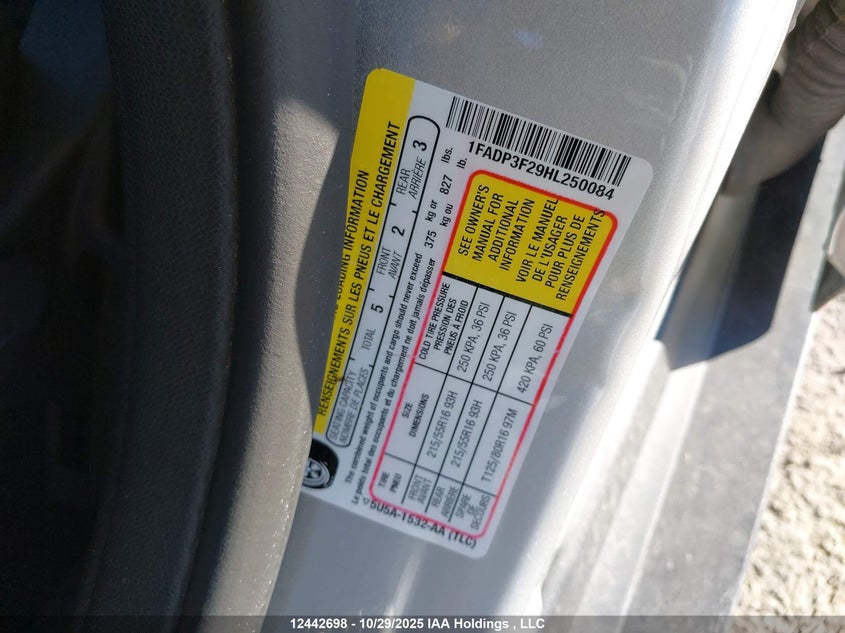 LOADING INFORMATION
RENSEIGNEMENTS SUR LES PNEUS ET LE CHARGEMENT
SEATING CAPACITY
NOMBRE DE PLACES
TOTAL 5
FRONT
AVANT
2
REAR
ARRIÈRE
3
The combined weight of occupants and cargo should never exceed 375 kg or 827 lbs.
Le poids total des occupants et du chargement ne doit jamais dépasser kg ou lb.
TIRE
PNEU
SIZE
DIMENSIONS
COLD TIRE PRESSURE
PRESSION DES
PNEUS À FROID
FRONT
AVANT
215/55R16 93H
250 KPA, 36 PSI
REAR
ARRIÈRE
215/55R16 93H
250 KPA, 36 PSI
SPARE
DE
SECOURS
T125/80R16 97M
420 KPA, 60 PSI
SEE OWNER'S
MANUAL FOR
ADDITIONAL
INFORMATION
VOIR LE MANUEL
DE L'USAGER
POUR PLUS DE
RENSEIGNEMENTS
5U5A-1532-AA (TLC)
1FADP3F29HL250084
12442698 - 10/29/2025 IAA Holdings , LLC